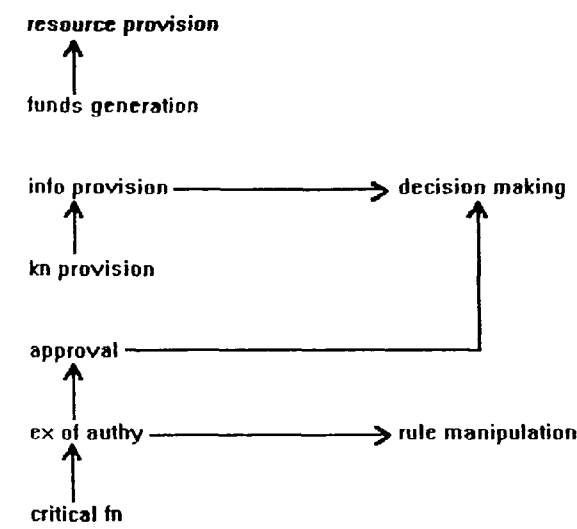 resource provision
funds generation
info provision
decision making
kn provision
approval
ex of authy
rule manipulation
critical fn